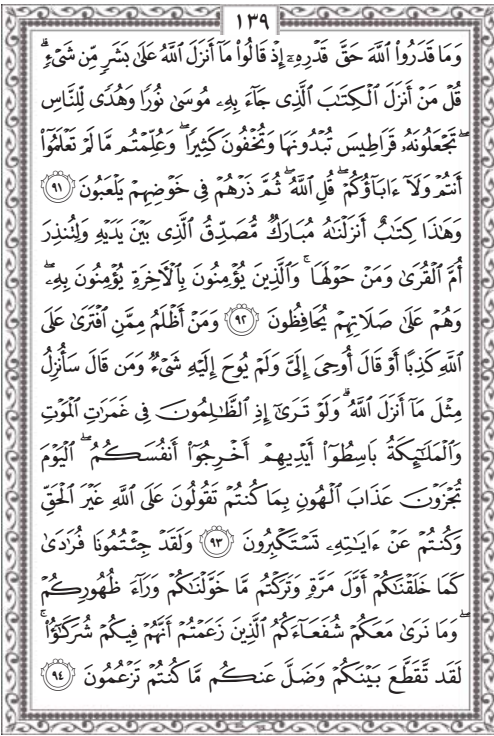 ١٣٩
وَمَا قَدَرُوا۟ ٱللَّهَ حَقَّ قَدْرِهِۦٓ إِذْ قَالُوا۟ مَآ أَنزَلَ ٱللَّهُ عَلَىٰ بَشَرٍ مِّن شَىْءٍ ۗ
قُلْ مَنْ أَنزَلَ ٱلْكِتَٰبَ ٱلَّذِى جَآءَ بِهِۦ مُوسَىٰ نُورًا وَهُدًى لِّلنَّاسِ
ۖ تَجْعَلُونَهُۥ قَرَاطِيسَ تُبْدُونَهَا وَتُخْفُونَ كَثِيرًا ۖ وَعُلِّمْتُم مَّا لَمْ تَعْلَمُوٓا۟
أَنتُمْ وَلَآ ءَابَآؤُكُمْ ۖ قُلِ ٱللَّهُ ۖ ثُمَّ ذَرْهُمْ فِى خَوْضِهِمْ يَلْعَبُونَ ﴿٩١﴾
وَهَٰذَا كِتَٰبٌ أَنزَلْنَٰهُ مُبَارَكٌ مُّصَدِّقُ ٱلَّذِى بَيْنَ يَدَيْهِ وَلِتُنذِرَ
أُمَّ ٱلْقُرَىٰ وَمَنْ حَوْلَهَا ۚ وَٱلَّذِينَ يُؤْمِنُونَ بِٱلْءَاخِرَةِ يُؤْمِنُونَ بِهِۦ ۖ
وَهُمْ عَلَىٰ صَلَاتِهِمْ يُحَافِظُونَ ﴿٩٢﴾ وَمَنْ أَظْلَمُ مِمَّنِ ٱفْتَرَىٰ عَلَى
ٱللَّهِ كَذِبًا أَوْ قَالَ أُوحِىَ إِلَىَّ وَلَمْ يُوحَ إِلَيْهِ شَىْءٌ وَمَن قَالَ سَأُنزِلُ
مِثْلَ مَآ أَنزَلَ ٱللَّهُ ۗ وَلَوْ تَرَىٰٓ إِذِ ٱلظَّٰلِمُونَ فِى غَمَرَٰتِ ٱلْمَوْتِ
وَٱلْمَلَٰٓئِكَةُ بَاسِطُوٓا۟ أَيْدِيهِمْ أَخْرِجُوٓا۟ أَنفُسَكُمُ ۖ ٱلْيَوْمَ
تُجْزَوْنَ عَذَابَ ٱلْهُونِ بِمَا كُنتُمْ تَقُولُونَ عَلَى ٱللَّهِ غَيْرَ ٱلْحَقِّ
وَكُنتُمْ عَنْ ءَايَٰتِهِۦ تَسْتَكْبِرُونَ ﴿٩٣﴾ وَلَقَدْ جِئْتُمُونَا فُرَٰدَىٰ
كَمَا خَلَقْنَٰكُمْ أَوَّلَ مَرَّةٍ وَتَرَكْتُم مَّا خَوَّلْنَٰكُمْ وَرَآءَ ظُهُورِكُمْ
ۖ وَمَا نَرَىٰ مَعَكُمْ شُفَعَآءَكُمُ ٱلَّذِينَ زَعَمْتُمْ أَنَّهُمْ فِيكُمْ شُرَكَٰٓؤُا۟ ۚ
لَقَد تَّقَطَّعَ بَيْنَكُمْ وَضَلَّ عَنكُم مَّا كُنتُمْ تَزْعُمُونَ ﴿٩٤﴾